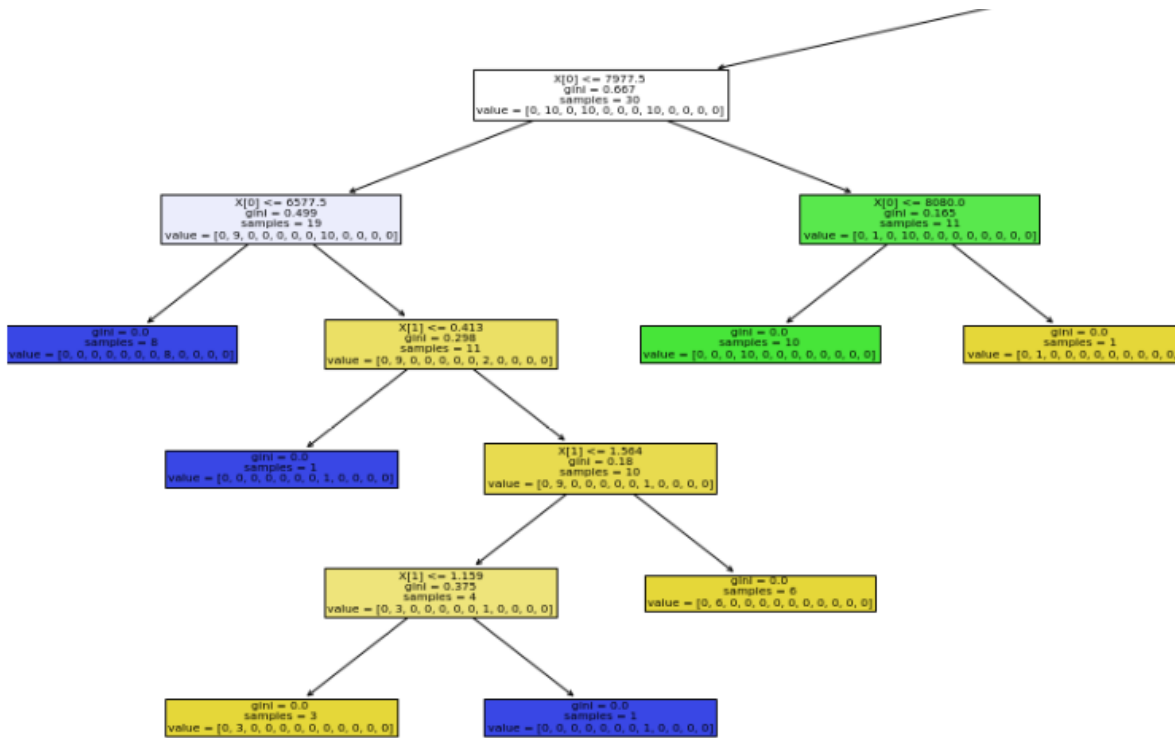 X[0] <= 7977.5
gini = 0.667
samples = 30
value = [0, 10, 0, 10, 0, 0, 0, 10, 0, 0, 0, 0]
X[0] <= 6577.5
gini = 0.499
samples = 19
value = [0, 9, 0, 0, 0, 0, 0, 10, 0, 0, 0, 0]
X[0] <= 8080.0
gini = 0.165
samples = 11
value = [0, 1, 0, 10, 0, 0, 0, 0, 0, 0, 0, 0]
gini = 0.0
samples = 8
value = [0, 0, 0, 0, 0, 0, 0, 8, 0, 0, 0, 0]
X[1] <= 0.413
gini = 0.298
samples = 11
value = [0, 9, 0, 0, 0, 0, 0, 2, 0, 0, 0, 0]
gini = 0.0
samples = 10
value = [0, 0, 0, 10, 0, 0, 0, 0, 0, 0, 0, 0]
gini = 0.0
samples = 1
value = [0, 1, 0, 0, 0, 0, 0, 0, 0, 0, 0,
gini = 0.0
samples = 1
value = [0, 0, 0, 0, 0, 0, 0, 1, 0, 0, 0, 0]
X[1] <= 1.564
gini = 0.18
samples = 10
value = [0, 9, 0, 0, 0, 0, 0, 1, 0, 0, 0, 0]
X[1] <= 1.159
gini = 0.375
samples = 4
value = [0, 3, 0, 0, 0, 0, 0, 1, 0, 0, 0, 0]
gini = 0.0
samples = 6
value = [0, 6, 0, 0, 0, 0, 0, 0, 0, 0, 0, 0]
gini = 0.0
samples = 3
value = [0, 3, 0, 0, 0, 0, 0, 0, 0, 0, 0, 0]
gini = 0.0
samples = 1
value = [0, 0, 0, 0, 0, 0, 0, 1, 0, 0, 0, 0]